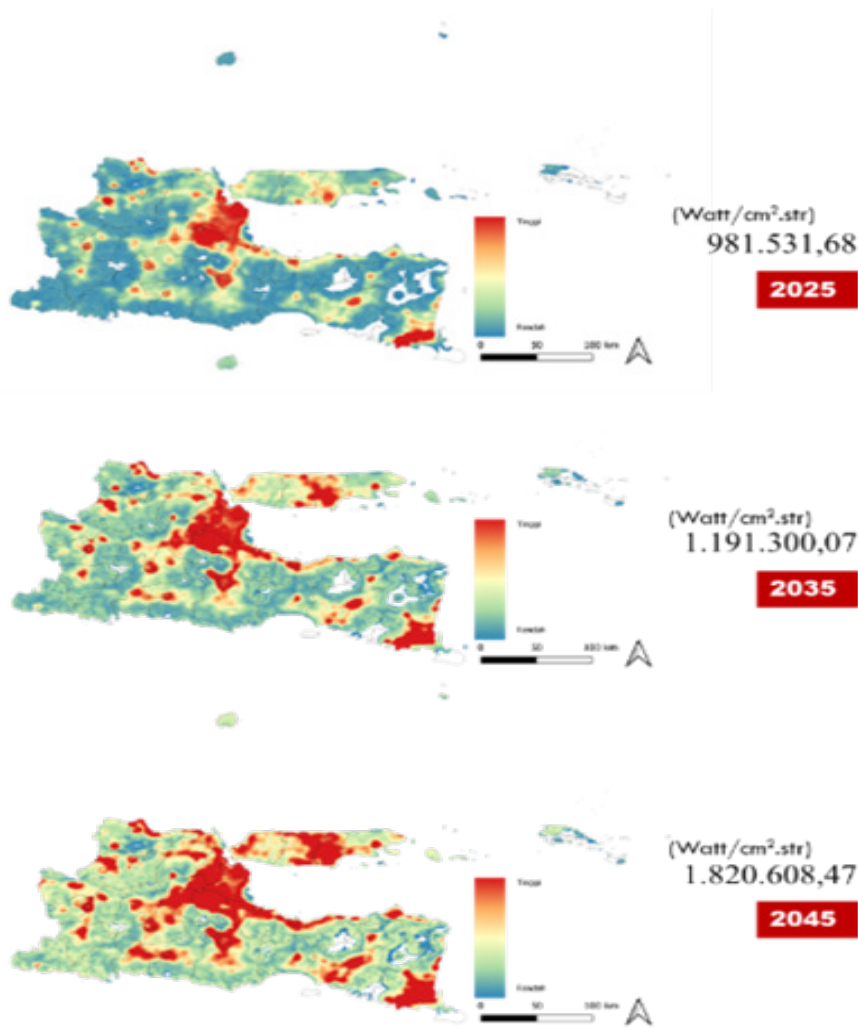 (Watt/cm².str)
981.531,68
2025
Tinggi
Rendah
0 50 100 km
(Watt/cm².str)
1.191.300,07
2035
Tinggi
Rendah
0 50 100 km
(Watt/cm².str)
1.820.608,47
2045
Tinggi
Rendah
0 50 100 km